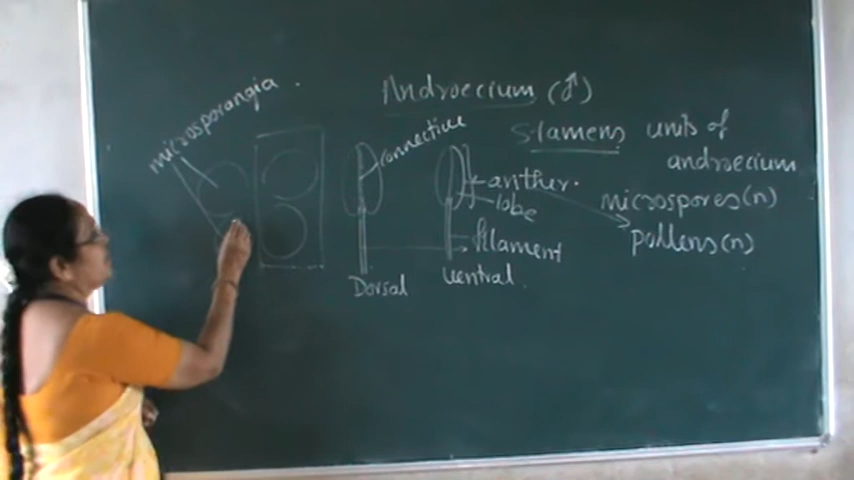 Androecium (♂)
microsporangia
connective
Stamens units of
androecium
anther.
lobe
microspores(n)
pollens(n)
filament
Dorsal
Ventral